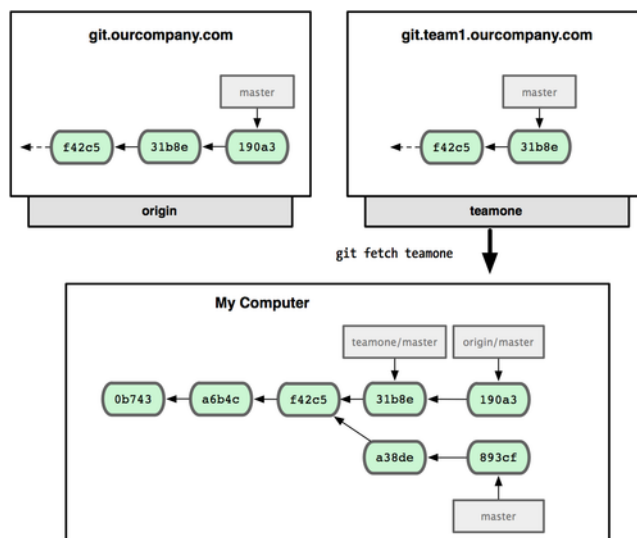 git.ourcompany.com
master
f42c5 31b8e 190a3
origin
git.team1.ourcompany.com
master
f42c5 31b8e
teamone
git fetch teamone
My Computer
teamone/master origin/master
0b743 a6b4c f42c5 31b8e 190a3
a38de 893cf
master